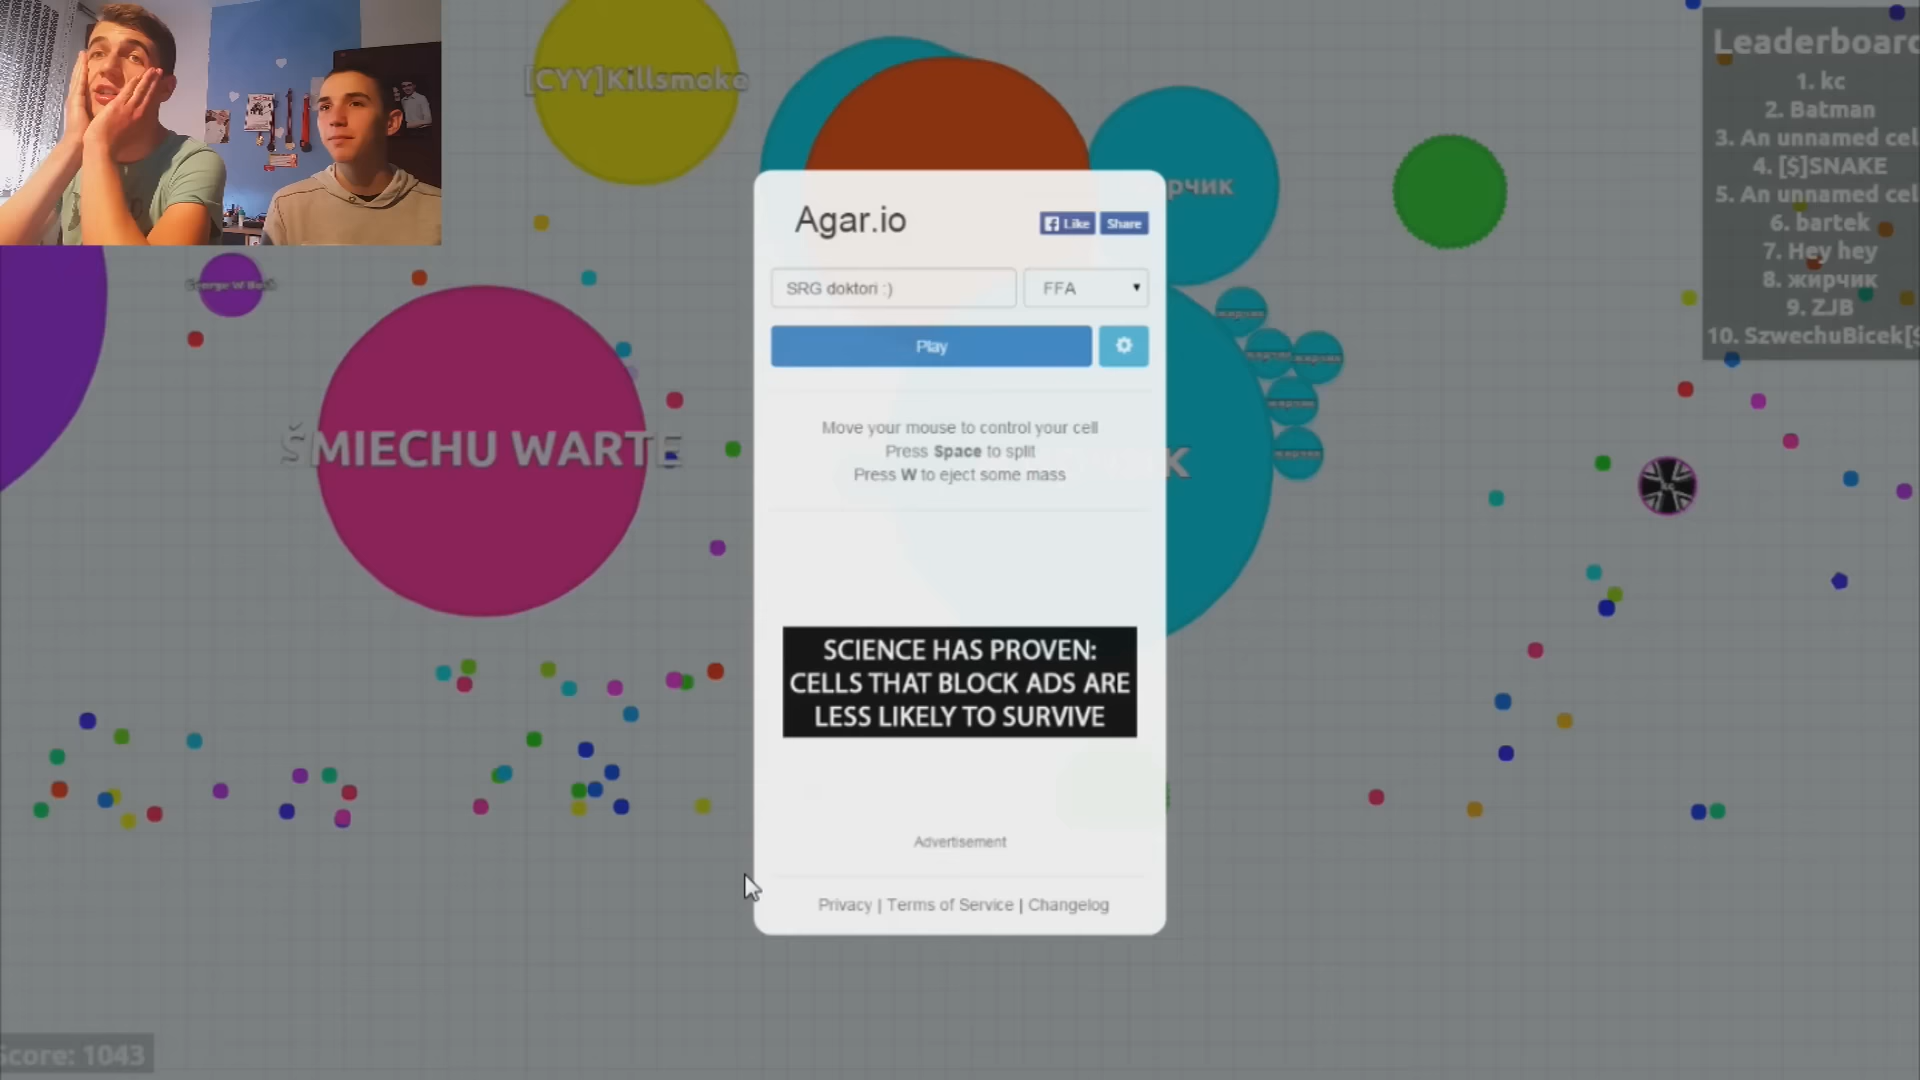 [CYY]Killsmoke
Leaderboard
1. kc
2. Batman
3. An unnamed cel
4. [$]SNAKE
5. An unnamed cel
6. bartek
7. Hey hey
8. жирчик
9. ZJB
10. SzwechuBicek[$
рчик
Agar.io
Like Share
SRG doktori :)
FFA
Play
George W Bush
ŚMIECHU WARTE
Move your mouse to control your cell
Press Space to split
Press W to eject some mass
к
SCIENCE HAS PROVEN:
CELLS THAT BLOCK ADS ARE
LESS LIKELY TO SURVIVE
Advertisement
Privacy | Terms of Service | Changelog
Score: 1043